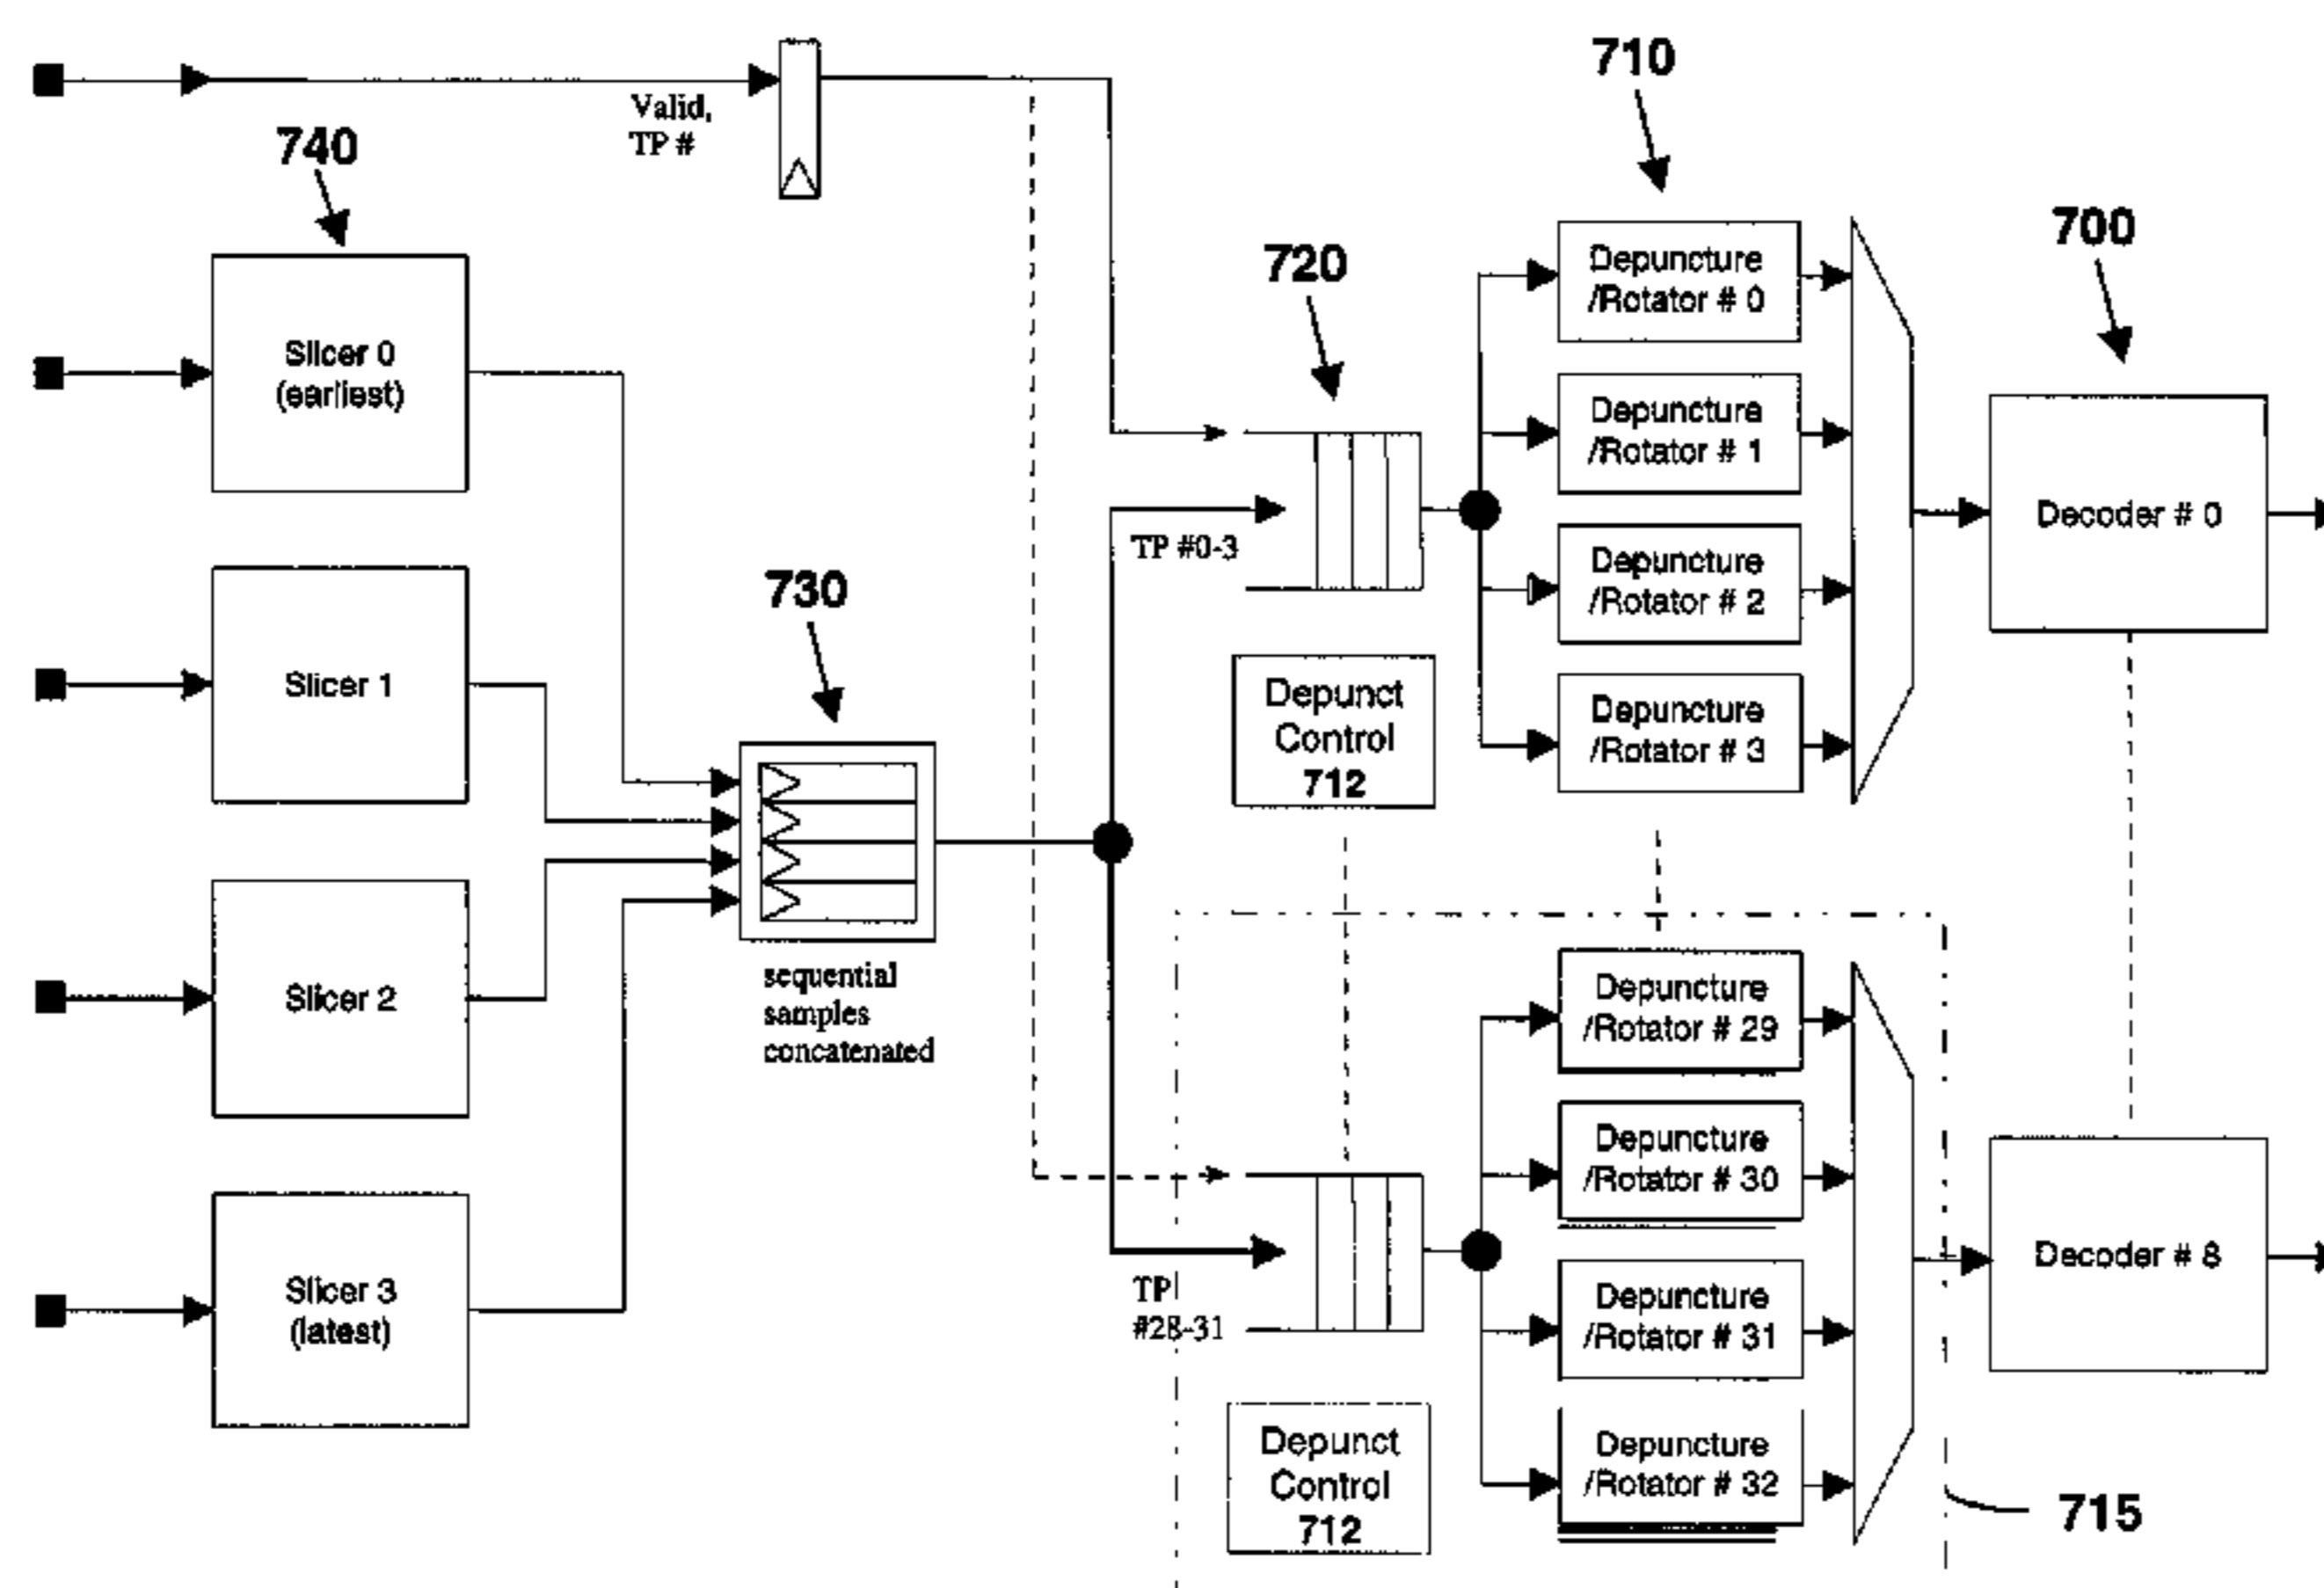 Valid,
TP #
740
Slicer 0
(earliest)
Slicer 1
Slicer 2
Slicer 3
(latest)
730
sequential
samples
concatenated
720
TP #0-3
Depunct
Control
712
710
Depuncture
/Rotator # 0
Depuncture
/Rotator # 1
Depuncture
/Rotator # 2
Depuncture
/Rotator # 3
700
Decoder # 0
TP
#28-31
Depunct
Control
712
Depuncture
/Rotator # 29
Depuncture
/Rotator # 30
Depuncture
/Rotator # 31
Depuncture
/Rotator # 32
Decoder # 8
715